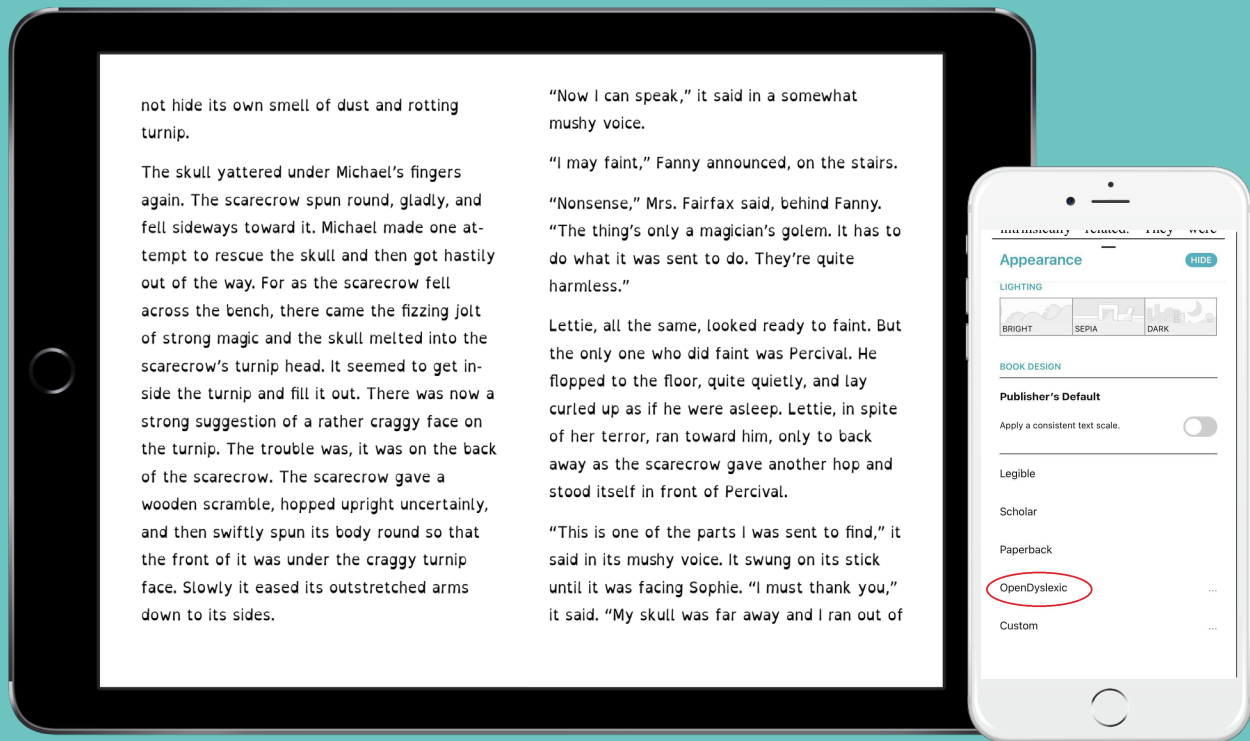 not hide its own smell of dust and rotting
turnip.
The skull yattered under Michael's fingers
again. The scarecrow spun round, gladly, and
fell sideways toward it. Michael made one at-
tempt to rescue the skull and then got hastily
out of the way. For as the scarecrow fell
across the bench, there came the fizzing jolt
of strong magic and the skull melted into the
scarecrow's turnip head. It seemed to get in-
side the turnip and fill it out. There was now a
strong suggestion of a rather craggy face on
the turnip. The trouble was, it was on the back
of the scarecrow. The scarecrow gave a
wooden scramble, hopped upright uncertainly,
and then swiftly spun its body round so that
the front of it was under the craggy turnip
face. Slowly it eased its outstretched arms
down to its sides.
“Now I can speak,” it said in a somewhat
mushy voice.
“I may faint,” Fanny announced, on the stairs.
“Nonsense,” Mrs. Fairfax said, behind Fanny.
“The thing's only a magician's golem. It has to
do what it was sent to do. They're quite
harmless.”
Lettie, all the same, looked ready to faint. But
the only one who did faint was Percival. He
flopped to the floor, quite quietly, and lay
curled up as if he were asleep. Lettie, in spite
of her terror, ran toward him, only to back
away as the scarecrow gave another hop and
stood itself in front of Percival.
“This is one of the parts I was sent to find,” it
said in its mushy voice. It swung on its stick
until it was facing Sophie. “I must thank you,”
it said. “My skull was far away and I ran out of
intrinsically related. They were
Appearance
HIDE
LIGHTING
BRIGHT SEPIA DARK
BOOK DESIGN
Publisher's Default
Apply a consistent text scale.
Legible
Scholar
Paperback
OpenDyslexic ...
Custom ...